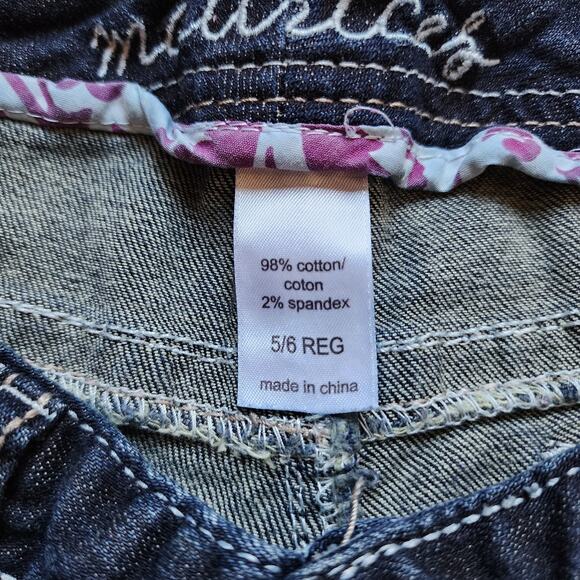 maurices
98% cotton/
coton
2% spandex
5/6 REG
made in china